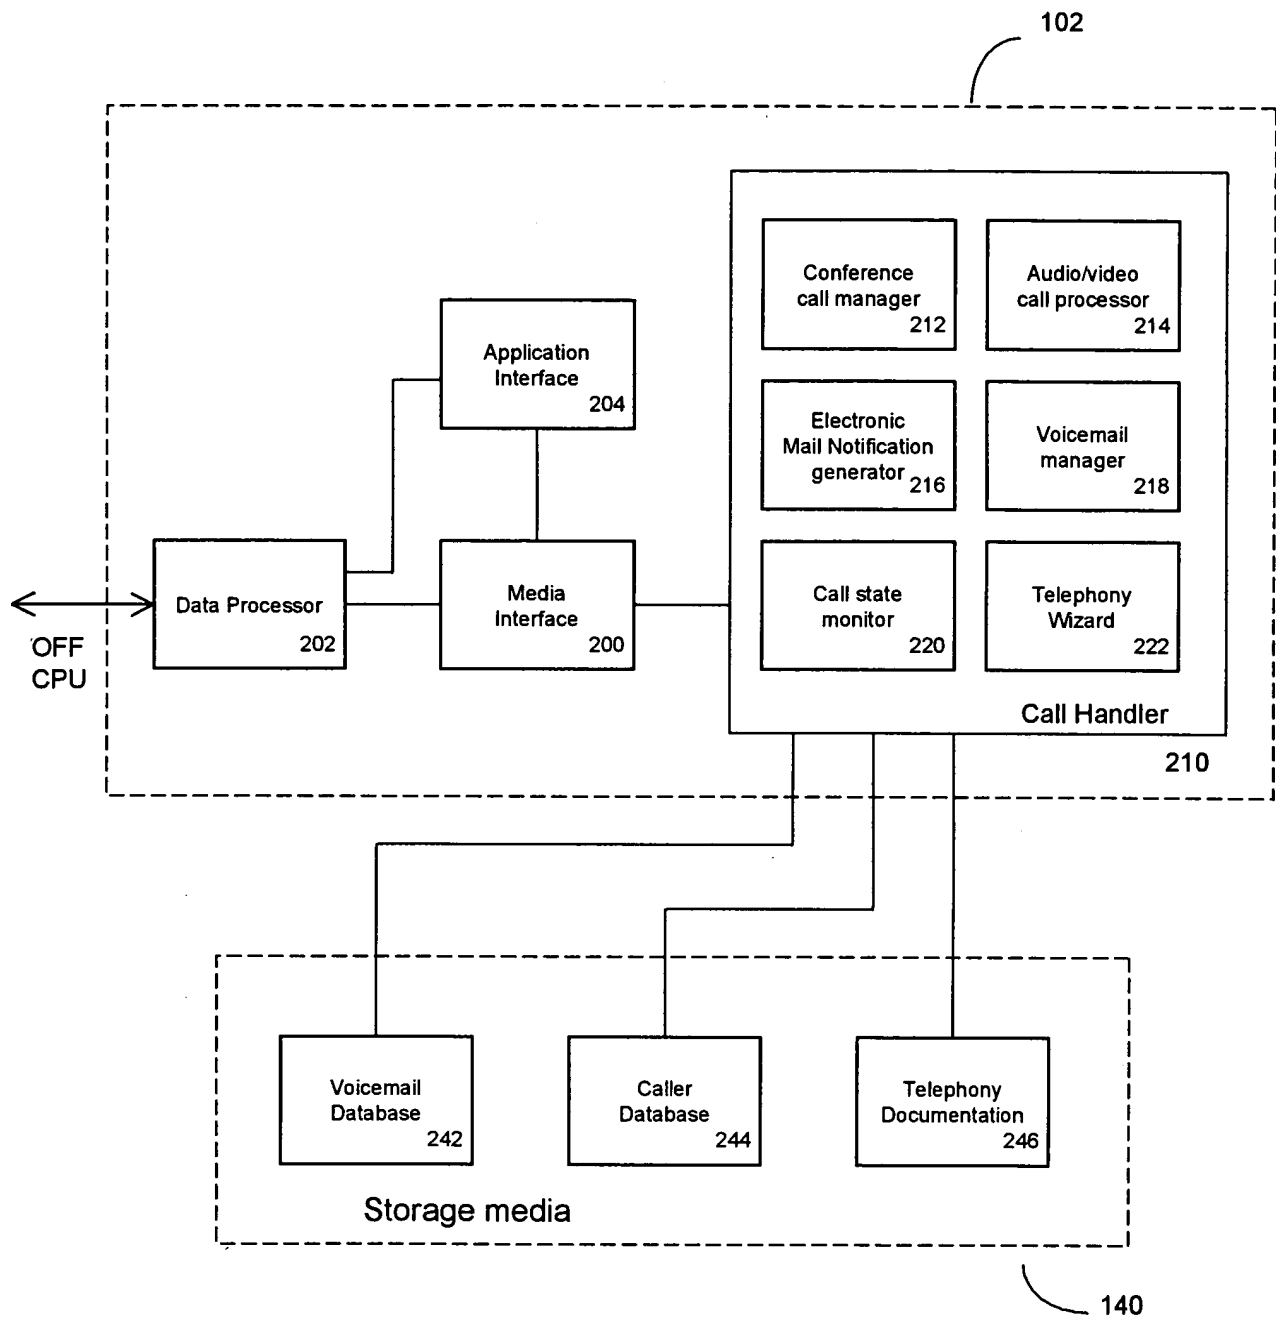 102
Conference
call manager
212
Audio/video
call processor
214
Application
Interface
204
Electronic
Mail Notification
generator
216
Voicemail
manager
218
Data Processor
202
Media
Interface
200
Call state
monitor
220
Telephony
Wizard
222
OFF
CPU
Call Handler
210
Voicemail
Database
242
Caller
Database
244
Telephony
Documentation
246
Storage media
140